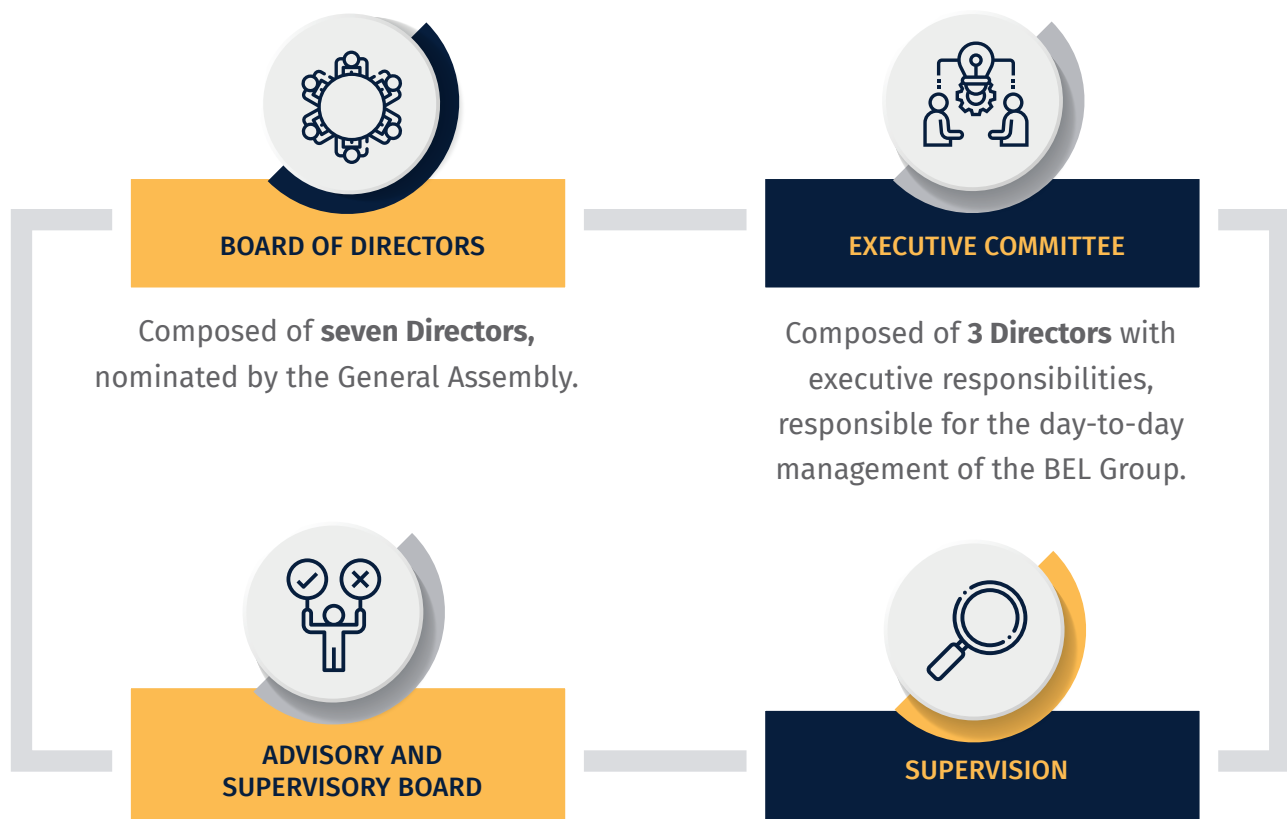 BOARD OF DIRECTORS
Composed of seven Directors,
nominated by the General Assembly.
EXECUTIVE COMMITTEE
Composed of 3 Directors with
executive responsibilities,
responsible for the day-to-day
management of the BEL Group.
ADVISORY AND
SUPERVISORY BOARD
SUPERVISION